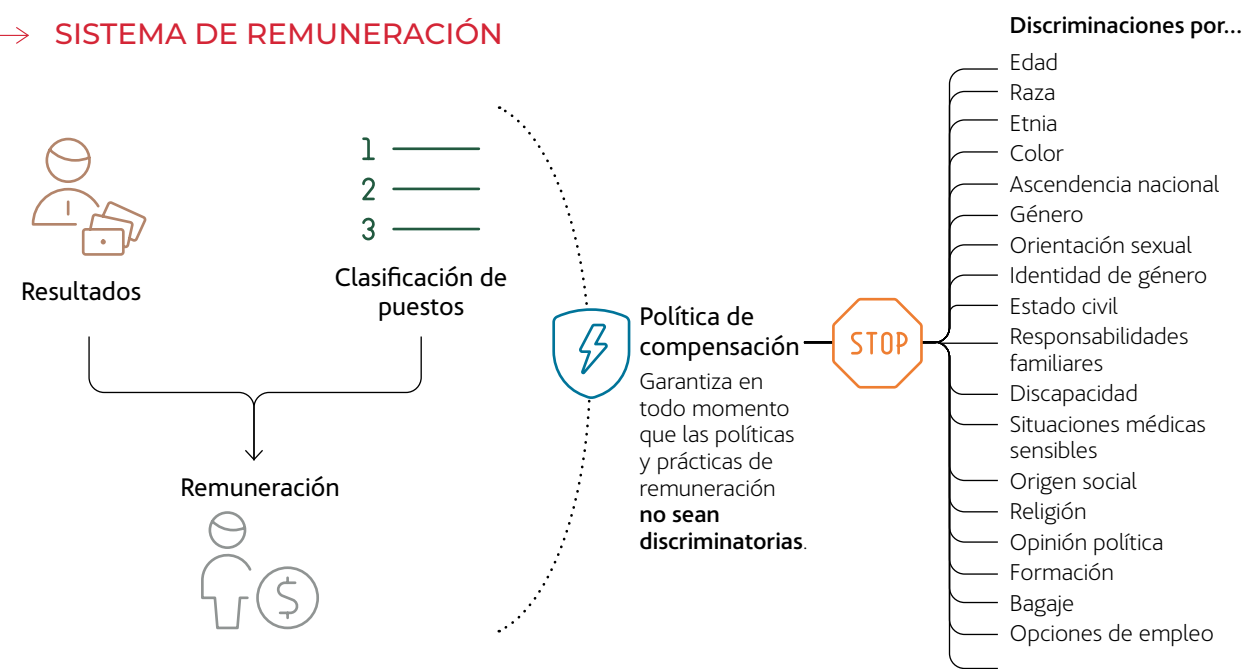 SISTEMA DE REMUNERACIÓN
1
2
3
Resultados
Clasificación de
puestos
Remuneración
$
Política de
compensación
Garantiza en
todo momento
que las políticas
y prácticas de
remuneración
no sean
discriminatorias.
STOP
Discriminaciones por...
Edad
Raza
Etnia
Color
Ascendencia nacional
Género
Orientación sexual
Identidad de género
Estado civil
Responsabilidades
familiares
Discapacidad
Situaciones médicas
sensibles
Origen social
Religión
Opinión política
Formación
Bagaje
Opciones de empleo